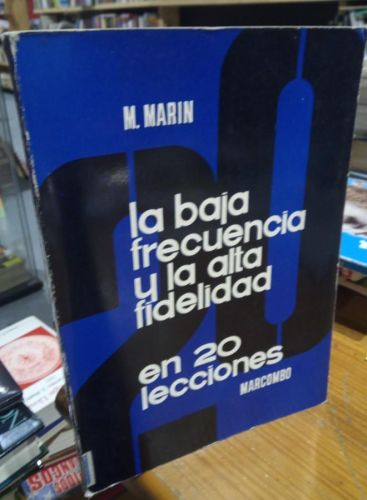 M. MARIN
la baja
frecuencia
y la alta
fidelidad
en 20
lecciones
MARCOMBO